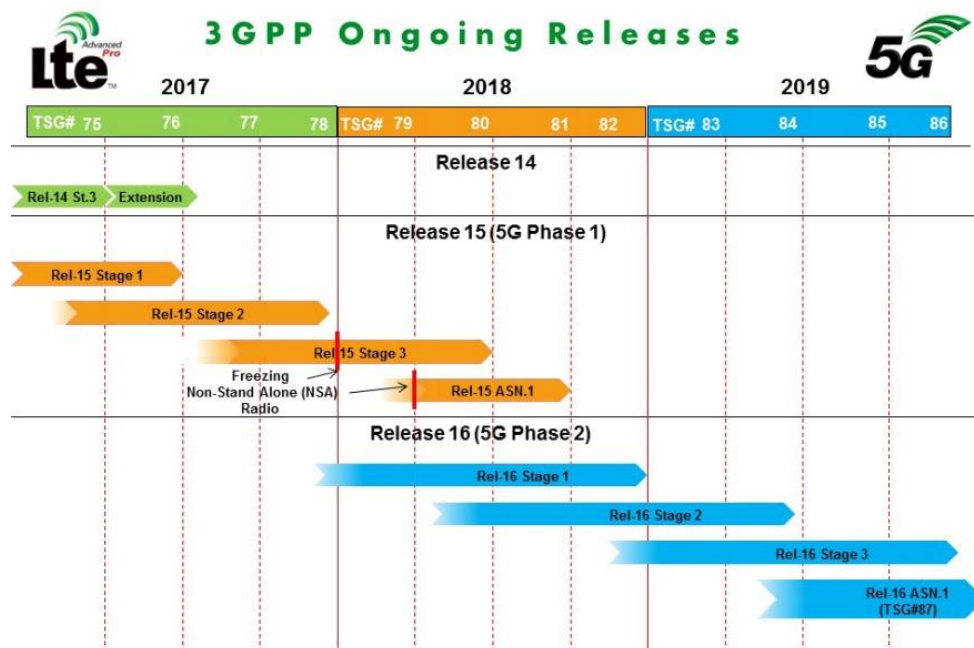 3GPP Ongoing Releases
LTE
Advanced
Pro
™
5G
2017 2018 2019
TSG# 75 76 77 78 TSG# 79 80 81 82 TSG# 83 84 85 86
Release 14
Rel-14 St.3 Extension
Release 15 (5G Phase 1)
Rel-15 Stage 1
Rel-15 Stage 2
Rel-15 Stage 3
Freezing
Non-Stand Alone (NSA)
Radio
Rel-15 ASN.1
Release 16 (5G Phase 2)
Rel-16 Stage 1
Rel-16 Stage 2
Rel-16 Stage 3
Rel-16 ASN.1
(TSG#87)